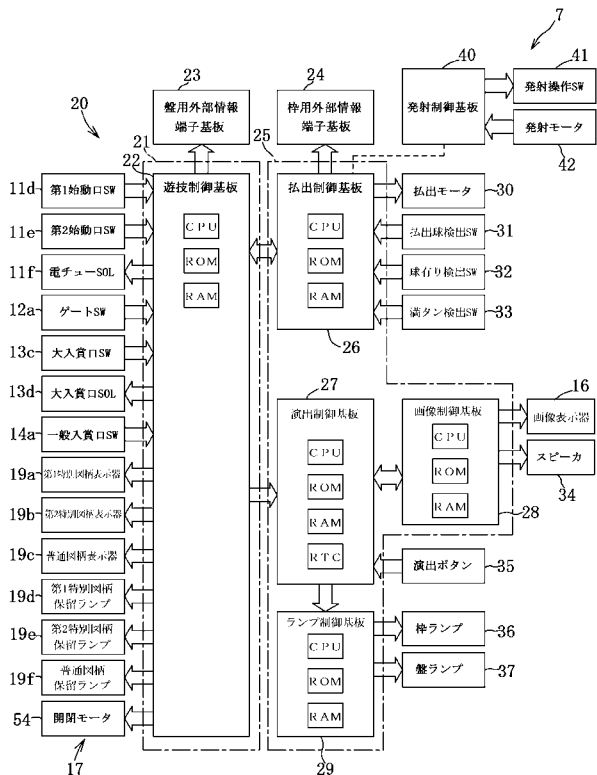 7
23
24
40
41
盤用外部情報
端子基板
枠用外部情報
端子基板
発射制御基板
発射操作SW
発射モータ
42
20
21
25
22
遊技制御基板
CPU
ROM
RAM
払出制御基板
CPU
ROM
RAM
26
払出モータ
30
払出球検出SW
31
球有り検出SW
32
満タン検出SW
33
11d
第1始動口SW
11e
第2始動口SW
11f
電チューSOL
12a
ゲートSW
13c
大入賞口SW
13d
大入賞口SOL
14a
一般入賞口SW
19a
第1特別図柄表示器
19b
第2特別図柄表示器
19c
普通図柄表示器
19d
第1特別図柄
保留ランプ
19e
第2特別図柄
保留ランプ
19f
普通図柄
保留ランプ
54
開閉モータ
17
27
演出制御基板
CPU
ROM
RAM
RTC
画像制御基板
CPU
ROM
RAM
28
16
画像表示器
スピーカ
34
演出ボタン
35
ランプ制御基板
CPU
ROM
RAM
29
枠ランプ
36
盤ランプ
37